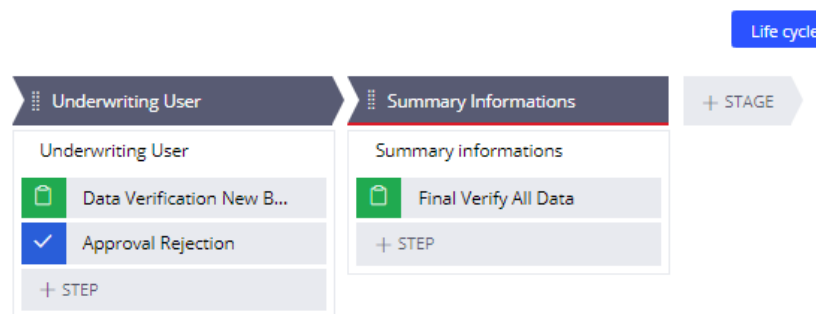 Life cycle
Underwriting User
Summary Informations
+ STAGE
Underwriting User
Summary informations
Data Verification New B...
Final Verify All Data
Approval Rejection
+ STEP
+ STEP